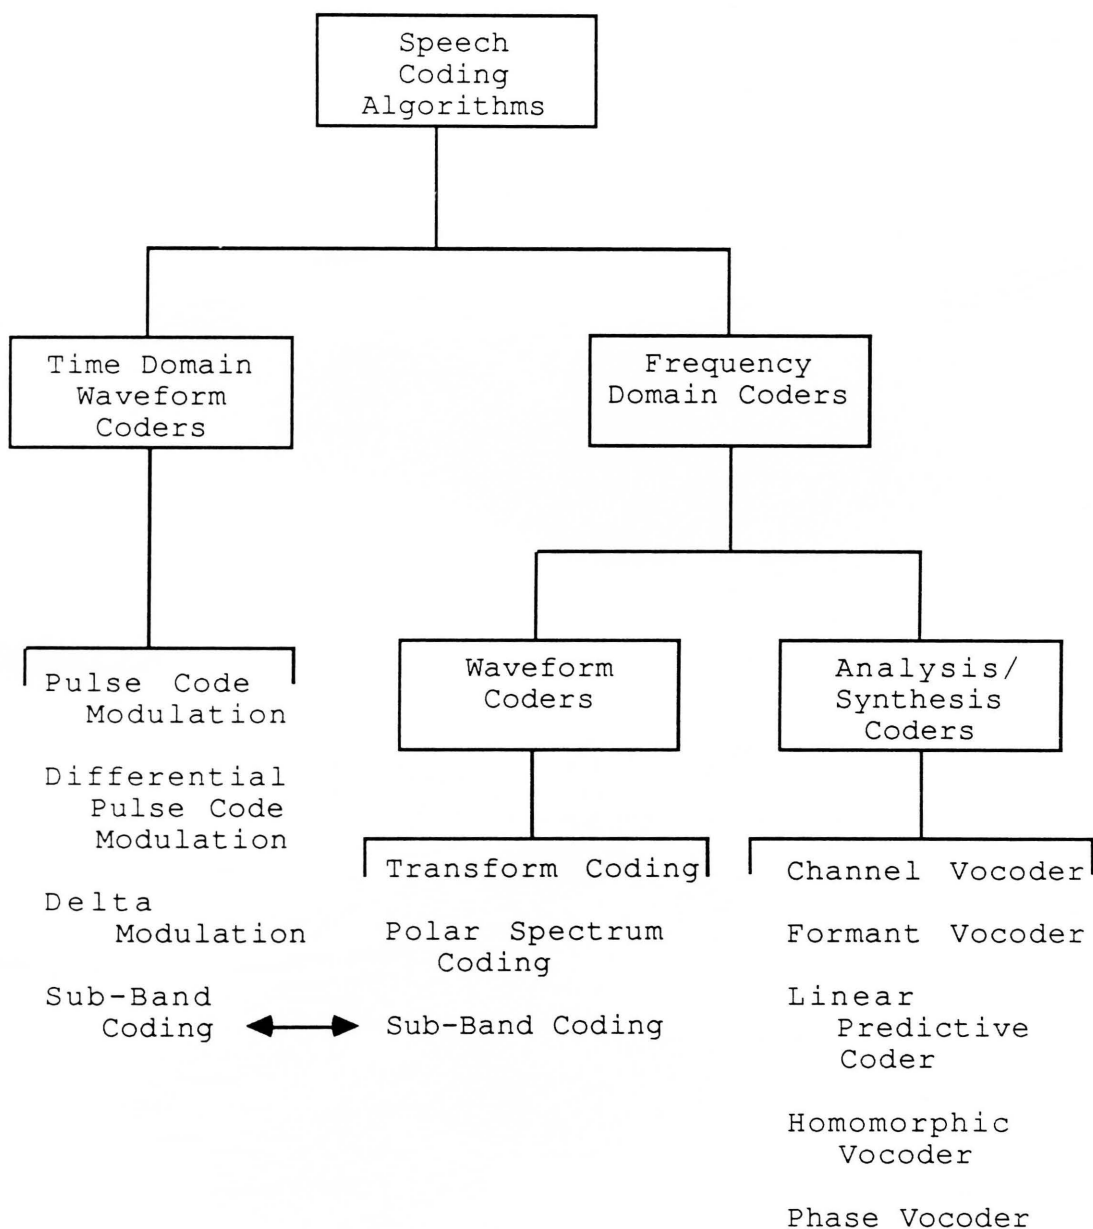 Speech
Coding
Algorithms
Time Domain
Waveform
Coders
Frequency
Domain Coders
Waveform
Coders
Analysis/
Synthesis
Coders
Pulse Code
Modulation
Differential
Pulse Code
Modulation
Delta
Modulation
Sub-Band
Coding
Transform Coding
Polar Spectrum
Coding
Sub-Band Coding
Channel Vocoder
Formant Vocoder
Linear
Predictive
Coder
Homomorphic
Vocoder
Phase Vocoder